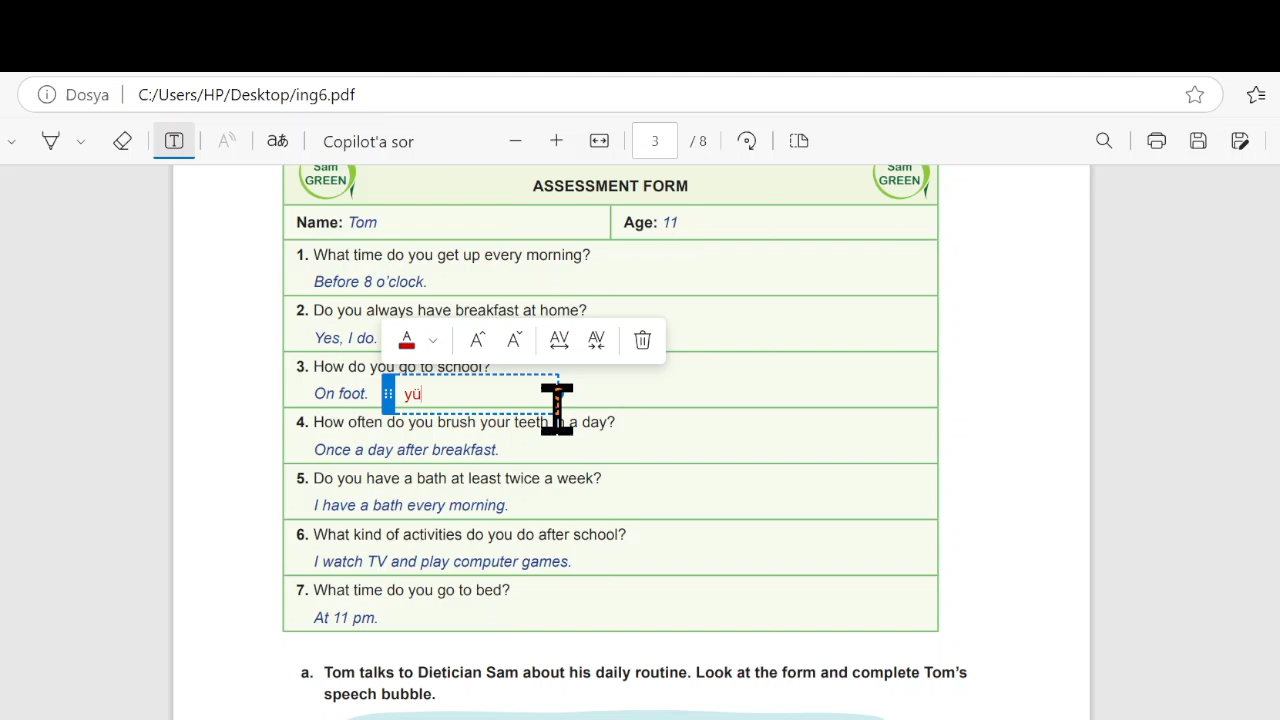 Dosya C:/Users/HP/Desktop/ing6.pdf
aあ Copilot'a sor 3 / 8
Sam
GREEN
ASSESSMENT FORM
Sam
GREEN
Name: Tom Age: 11
1. What time do you get up every morning?
Before 8 o'clock.
2. Do you always have breakfast at home?
Yes, I do.
3. How do you go to school?
On foot. yü
4. How often do you brush your teeth in a day?
Once a day after breakfast.
5. Do you have a bath at least twice a week?
I have a bath every morning.
6. What kind of activities do you do after school?
I watch TV and play computer games.
7. What time do you go to bed?
At 11 pm.
a. Tom talks to Dietician Sam about his daily routine. Look at the form and complete Tom's
speech bubble.